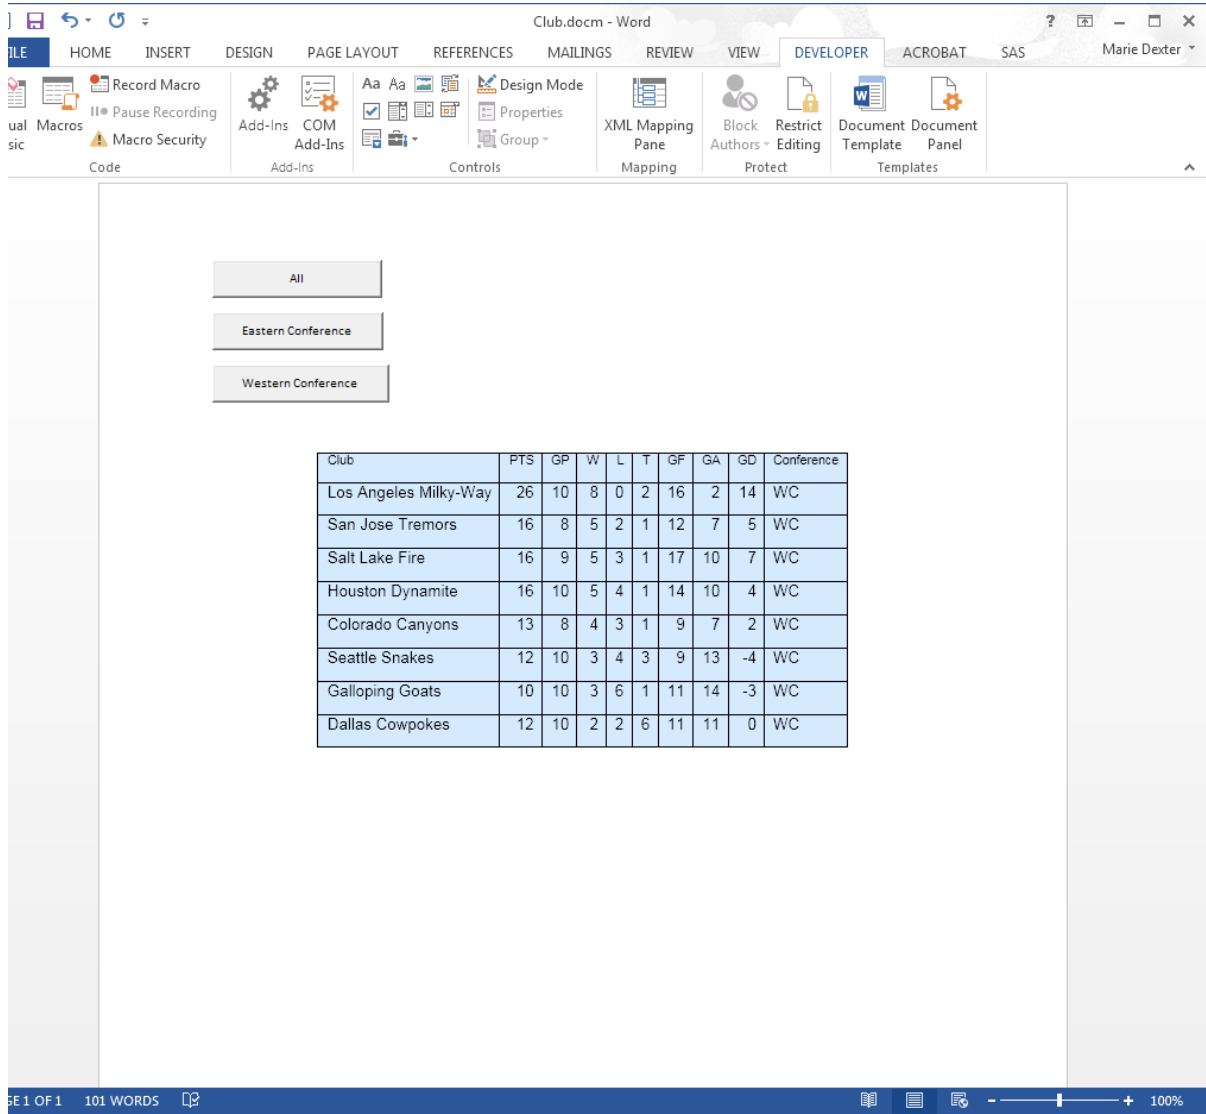 Club.docm - Word
?
ILE HOME INSERT DESIGN PAGE LAYOUT REFERENCES MAILINGS REVIEW VIEW DEVELOPER ACROBAT SAS Marie Dexter
ual
sic
Macros
Record Macro
Pause Recording
Macro Security
Code
Add-Ins
COM
Add-Ins
Add-Ins
Aa Aa
Design Mode
Properties
Group
Controls
XML Mapping
Pane
Mapping
Block
Authors
Restrict
Editing
Protect
Document
Template
Document
Panel
Templates
All
Eastern Conference
Western Conference
Club PTS GP W L T GF GA GD Conference
Los Angeles Milky-Way 26 10 8 0 2 16 2 14 WC
San Jose Tremors 16 8 5 2 1 12 7 5 WC
Salt Lake Fire 16 9 5 3 1 17 10 7 WC
Houston Dynamite 16 10 5 4 1 14 10 4 WC
Colorado Canyons 13 8 4 3 1 9 7 2 WC
Seattle Snakes 12 10 3 4 3 9 13 -4 WC
Galloping Goats 10 10 3 6 1 11 14 -3 WC
Dallas Cowpokes 12 10 2 2 6 11 11 0 WC
GE 1 OF 1 101 WORDS 100%